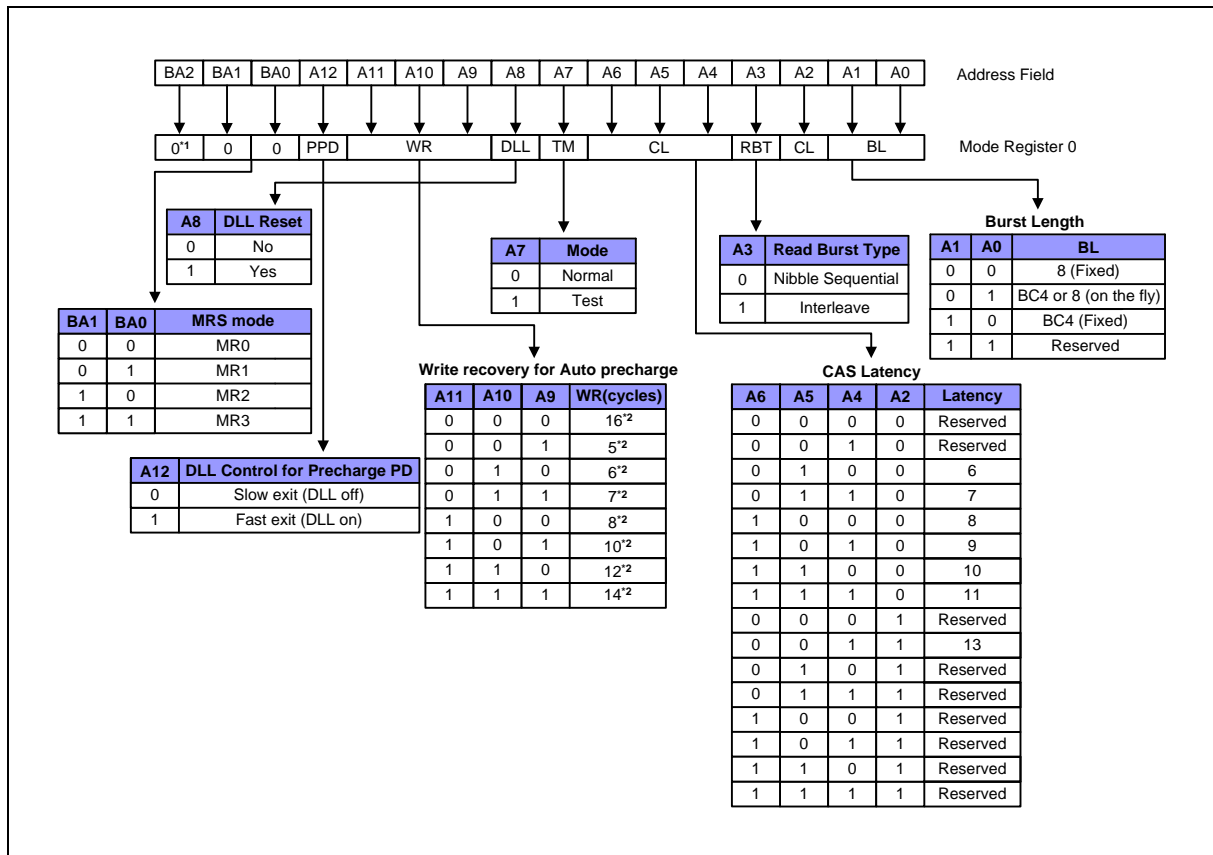 BA2 BA1 BA0 A12 A11 A10 A9 A8 A7 A6 A5 A4 A3 A2 A1 A0 Address Field
0*1 0 0 PPD WR DLL TM CL RBT CL BL Mode Register 0
A8 DLL Reset
0 No
1 Yes
A7 Mode
0 Normal
1 Test
A3 Read Burst Type
0 Nibble Sequential
1 Interleave
Burst Length
A1 A0 BL
0 0 8 (Fixed)
0 1 BC4 or 8 (on the fly)
1 0 BC4 (Fixed)
1 1 Reserved
BA1 BA0 MRS mode
0 0 MR0
0 1 MR1
1 0 MR2
1 1 MR3
A12 DLL Control for Precharge PD
0 Slow exit (DLL off)
1 Fast exit (DLL on)
Write recovery for Auto precharge
A11 A10 A9 WR(cycles)
0 0 0 16*2
0 0 1 5*2
0 1 0 6*2
0 1 1 7*2
1 0 0 8*2
1 0 1 10*2
1 1 0 12*2
1 1 1 14*2
CAS Latency
A6 A5 A4 A2 Latency
0 0 0 0 Reserved
0 0 1 0 Reserved
0 1 0 0 6
0 1 1 0 7
1 0 0 0 8
1 0 1 0 9
1 1 0 0 10
1 1 1 0 11
0 0 0 1 Reserved
0 0 1 1 13
0 1 0 1 Reserved
0 1 1 1 Reserved
1 0 0 1 Reserved
1 0 1 1 Reserved
1 1 0 1 Reserved
1 1 1 1 Reserved